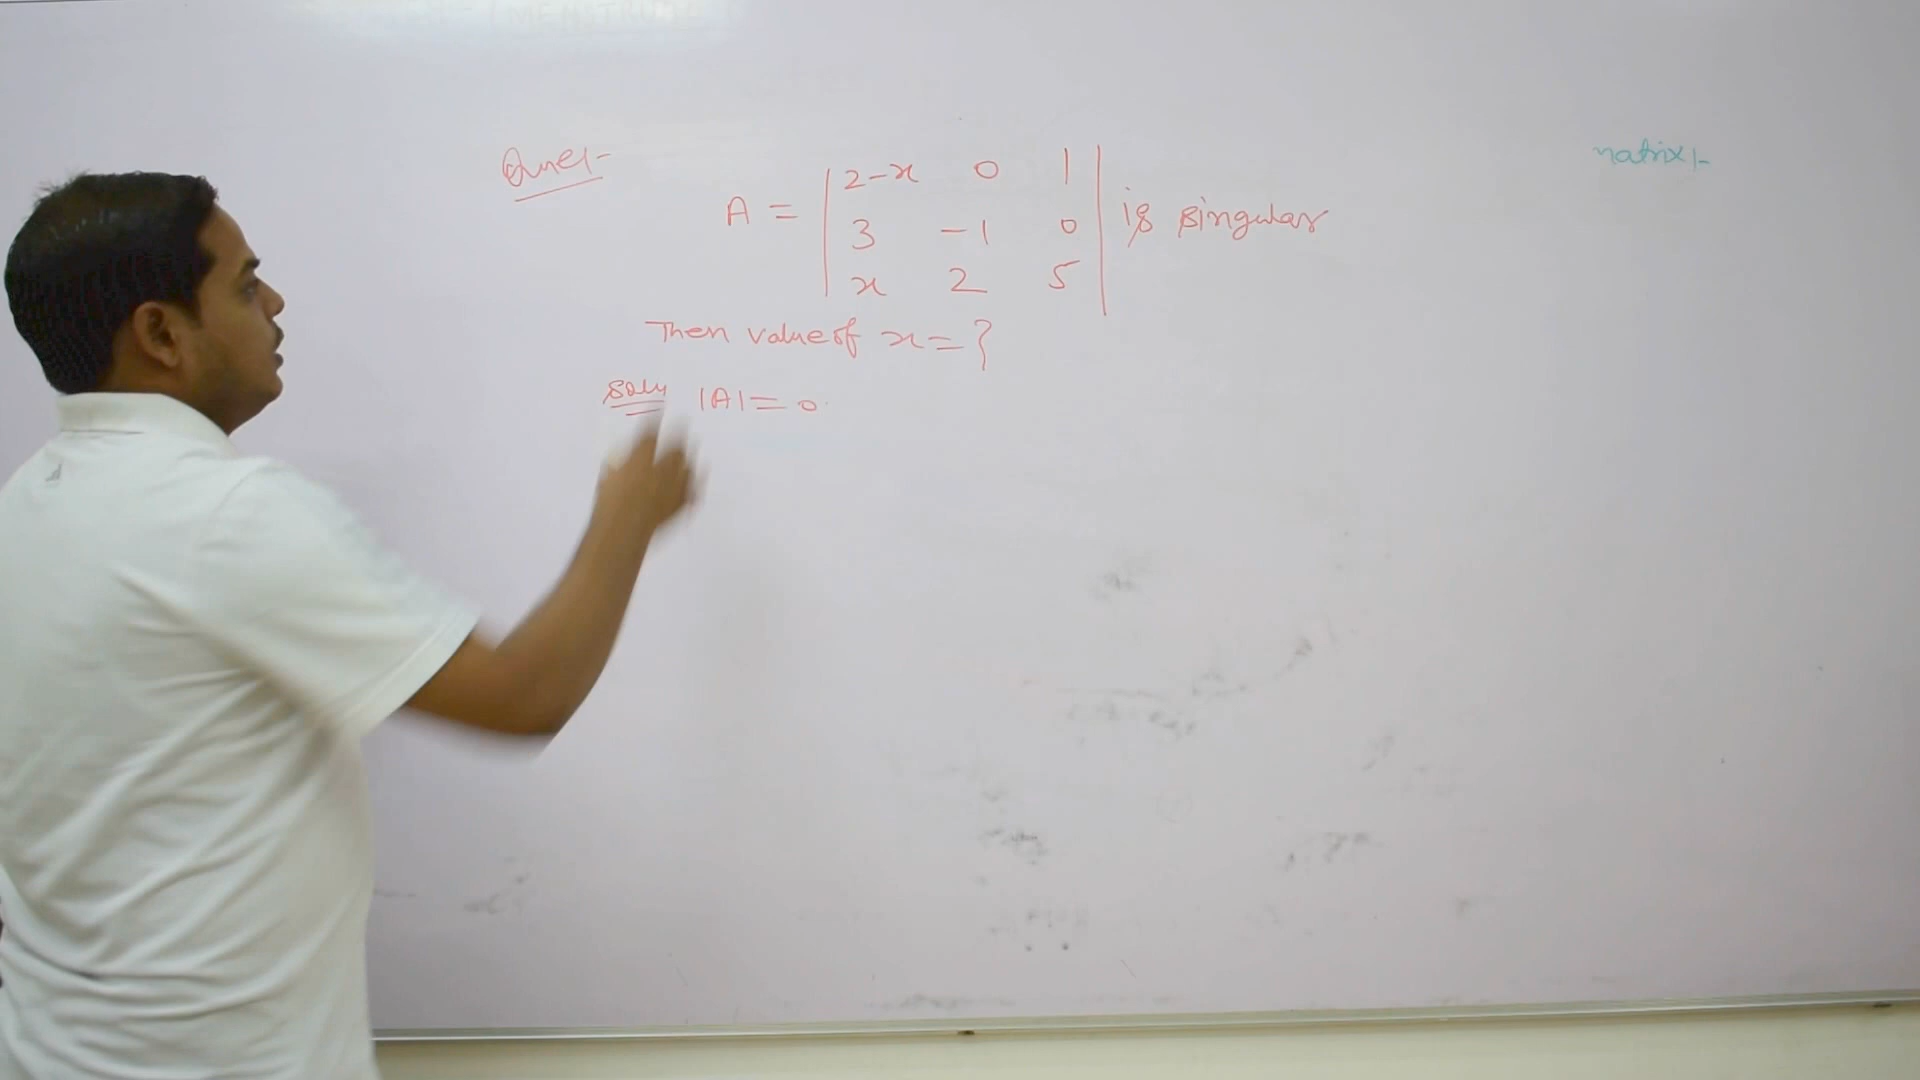 Ques:-
A = | 2-x 0 1 | is singular
3 -1 0
x 2 5
Then value of x = ?
Soln |A| = 0
matrix:-